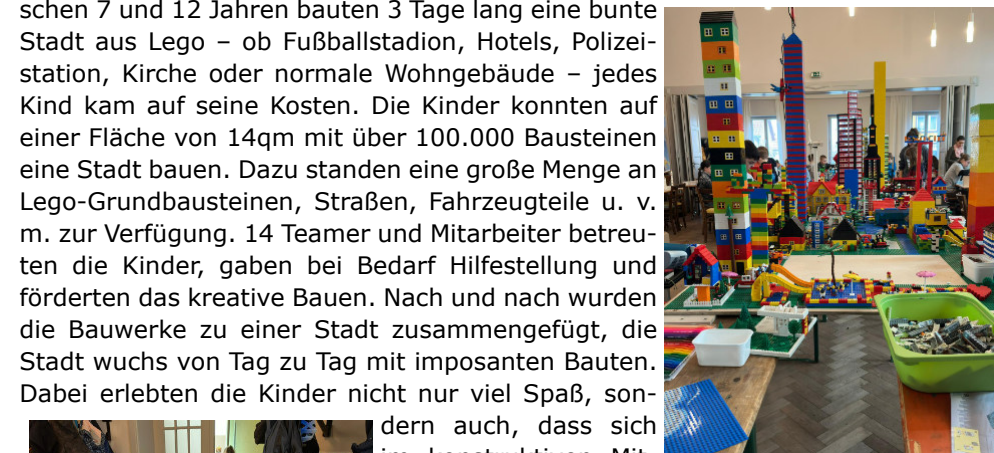 schen 7 und 12 Jahren bauten 3 Tage lang eine bunte
Stadt aus Lego – ob Fußballstadion, Hotels, Polizei-
station, Kirche oder normale Wohngebäude – jedes
Kind kam auf seine Kosten. Die Kinder konnten auf
einer Fläche von 14qm mit über 100.000 Bausteinen
eine Stadt bauen. Dazu standen eine große Menge an
Lego-Grundbausteinen, Straßen, Fahrzeugteile u. v.
m. zur Verfügung. 14 Teamer und Mitarbeiter betreu-
ten die Kinder, gaben bei Bedarf Hilfestellung und
förderten das kreative Bauen. Nach und nach wurden
die Bauwerke zu einer Stadt zusammengefügt, die
Stadt wuchs von Tag zu Tag mit imposanten Bauten.
Dabei erlebten die Kinder nicht nur viel Spaß, son-
dern auch, dass sich
im konstruktiven Mit-